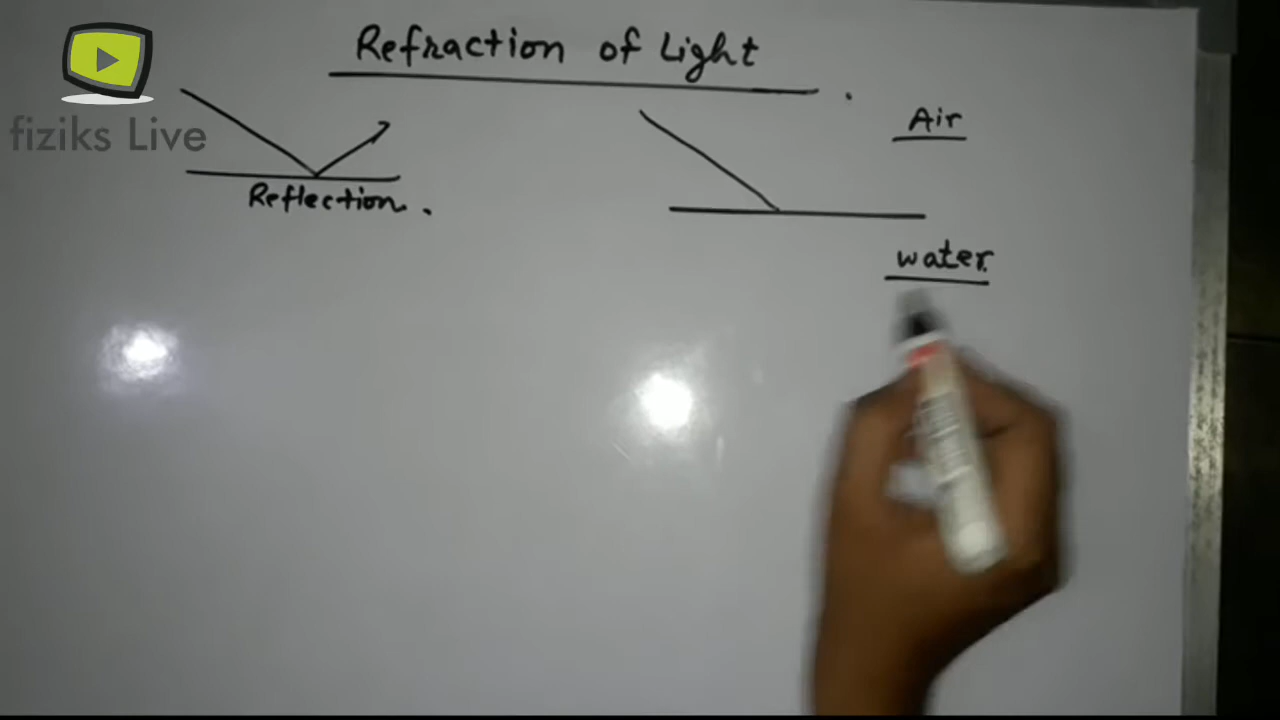 Refraction of Light
fiziks Live
Reflection.
Air
water